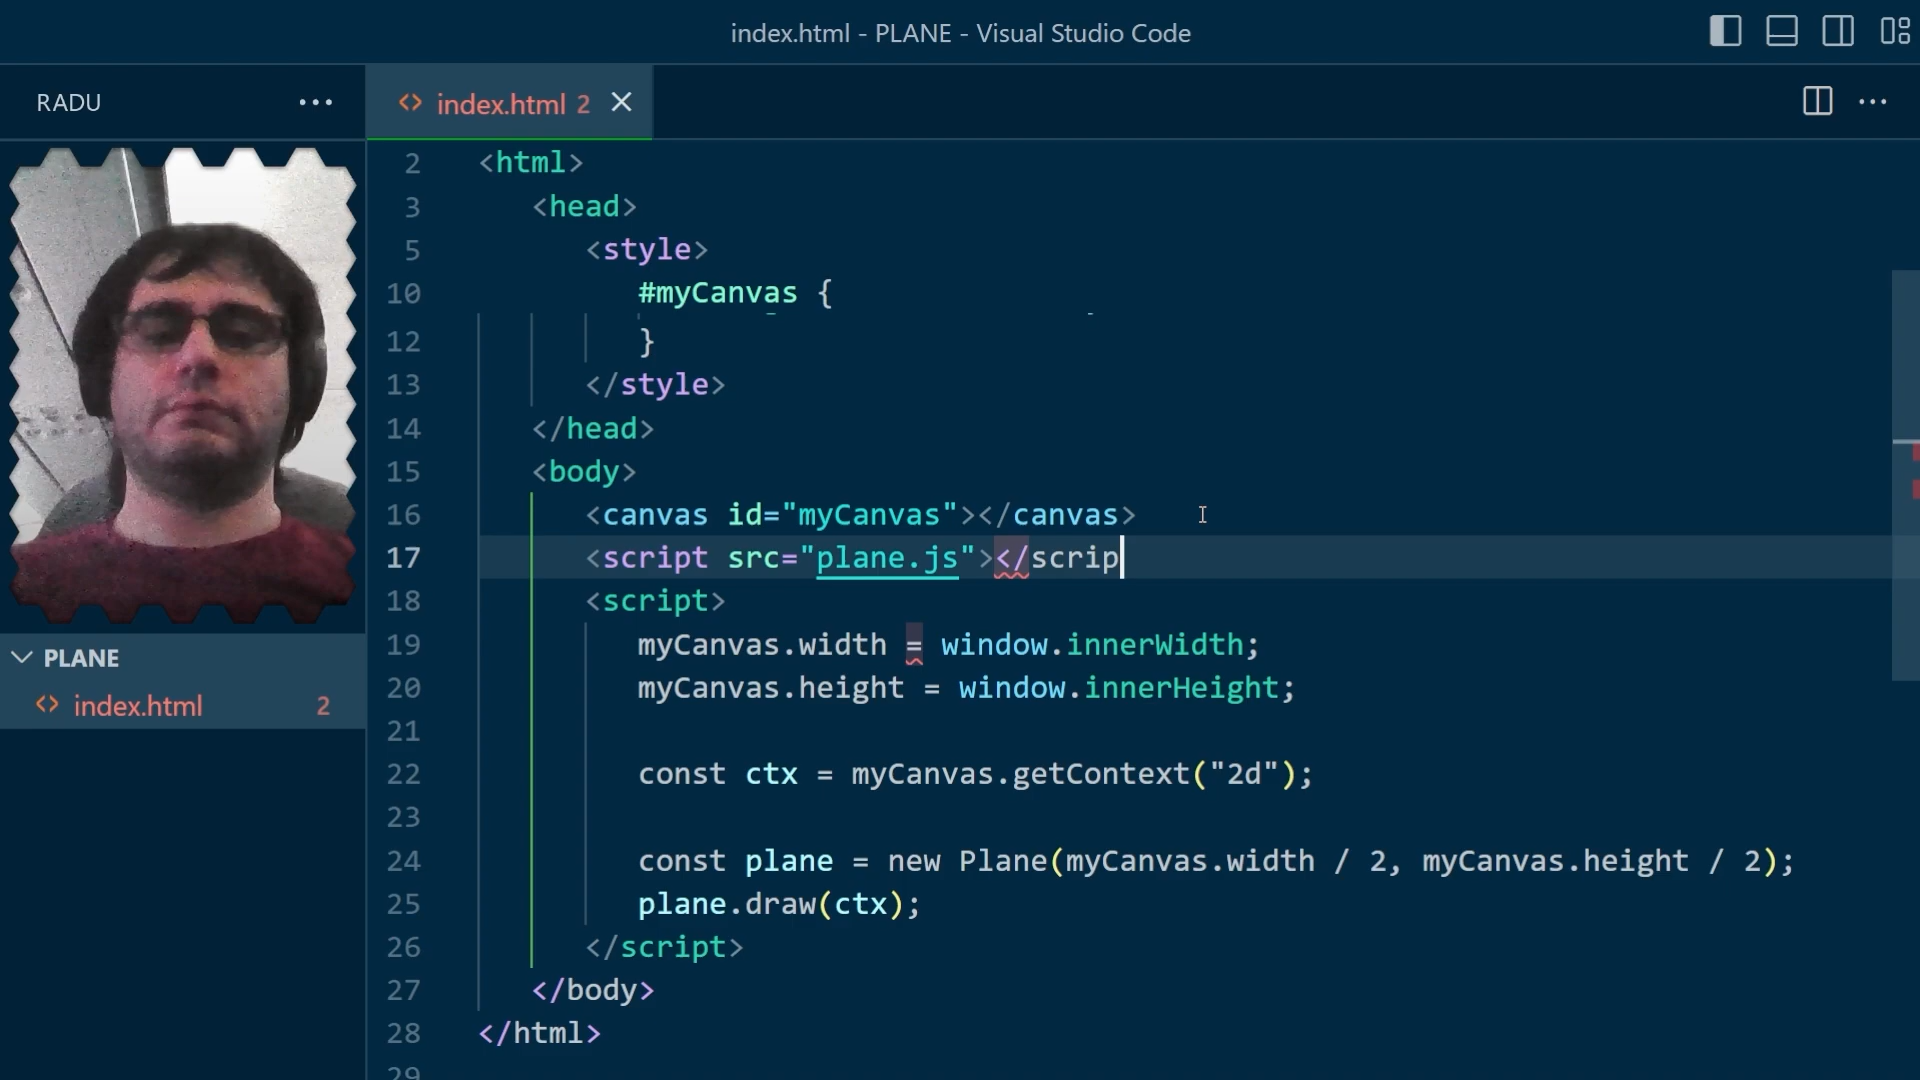 index.html - PLANE - Visual Studio Code
RADU
index.html 2
2 <html>
3 <head>
5 <style>
10 #myCanvas {
12 }
13 </style>
14 </head>
15 <body>
16 <canvas id="myCanvas"></canvas>
17 <script src="plane.js"></scrip
18 <script>
19 myCanvas.width = window.innerWidth;
20 myCanvas.height = window.innerHeight;
21
22 const ctx = myCanvas.getContext("2d");
23
24 const plane = new Plane(myCanvas.width / 2, myCanvas.height / 2);
25 plane.draw(ctx);
26 </script>
27 </body>
28 </html>
29
PLANE
index.html 2